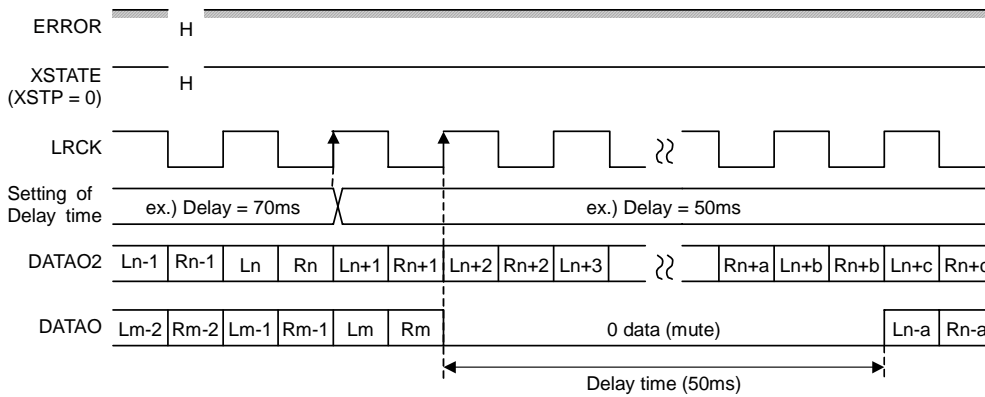 ERROR H
XSTATE H
(XSTP = 0)
LRCK
Setting of
Delay time
ex.) Delay = 70ms ex.) Delay = 50ms
DATAO2 Ln-1 Rn-1 Ln Rn Ln+1 Rn+1 Ln+2 Rn+2 Ln+3 Rn+a Ln+b Rn+b Ln+c Rn+c
DATAO Lm-2 Rm-2 Lm-1 Rm-1 Lm Rm 0 data (mute) Ln-a Rn-a
Delay time (50ms)